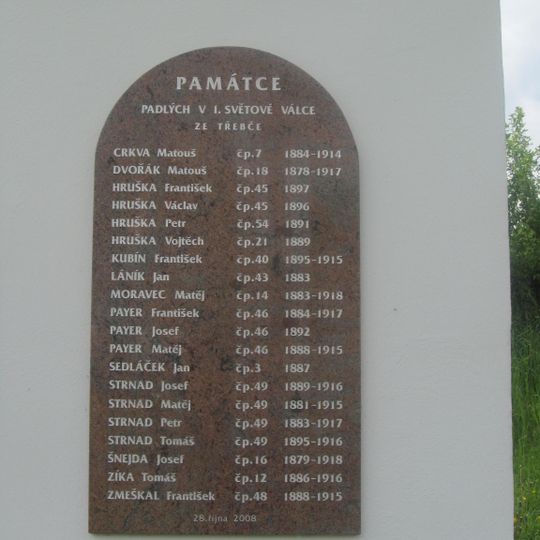 PAMÁTCE
PADLÝCH V I. SVĚTOVÉ VÁLCE
ZE TŘEBČE
CRKVA Matouš čp.7 1884-1914
DVOŘÁK Matouš čp.18 1878-1917
HRUŠKA František čp.45 1897
HRUŠKA Václav čp.45 1896
HRUŠKA Petr čp.54 1891
HRUŠKA Vojtěch čp.21 1889
KUBÍN František čp.40 1895-1915
LÁNÍK Jan čp.43 1883
MORAVEC Matěj čp.14 1883-1918
PAYER František čp.46 1884-1917
PAYER Josef čp.46 1892
PAYER Matěj čp.46 1888-1915
SEDLÁČEK Jan čp.3 1887
STRNAD Josef čp.49 1889-1916
STRNAD Matěj čp.49 1881-1915
STRNAD Petr čp.49 1883-1917
STRNAD Tomáš čp.49 1895-1916
ŠNEJDA Josef čp.16 1879-1918
ZÍKA Tomáš čp.12 1886-1916
ZMEŠKAL František čp.48 1888-1915
28.října 2008